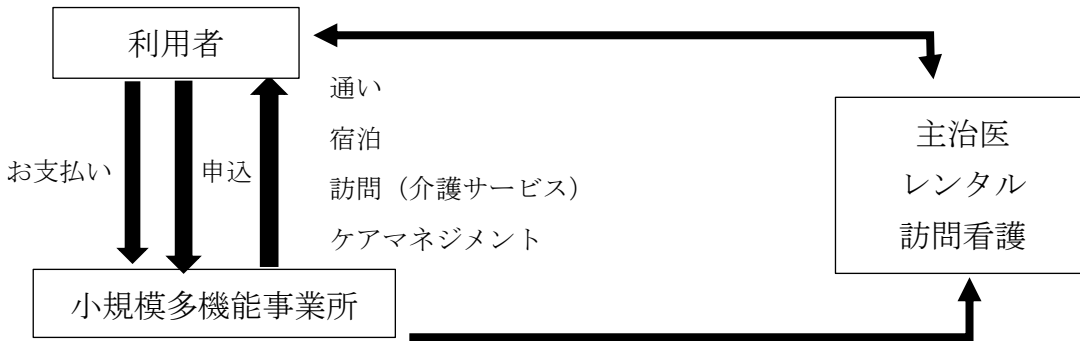 利用者
通い
宿泊
お支払い
申込
訪問（介護サービス）
ケアマネジメント
小規模多機能事業所
主治医
レンタル
訪問看護